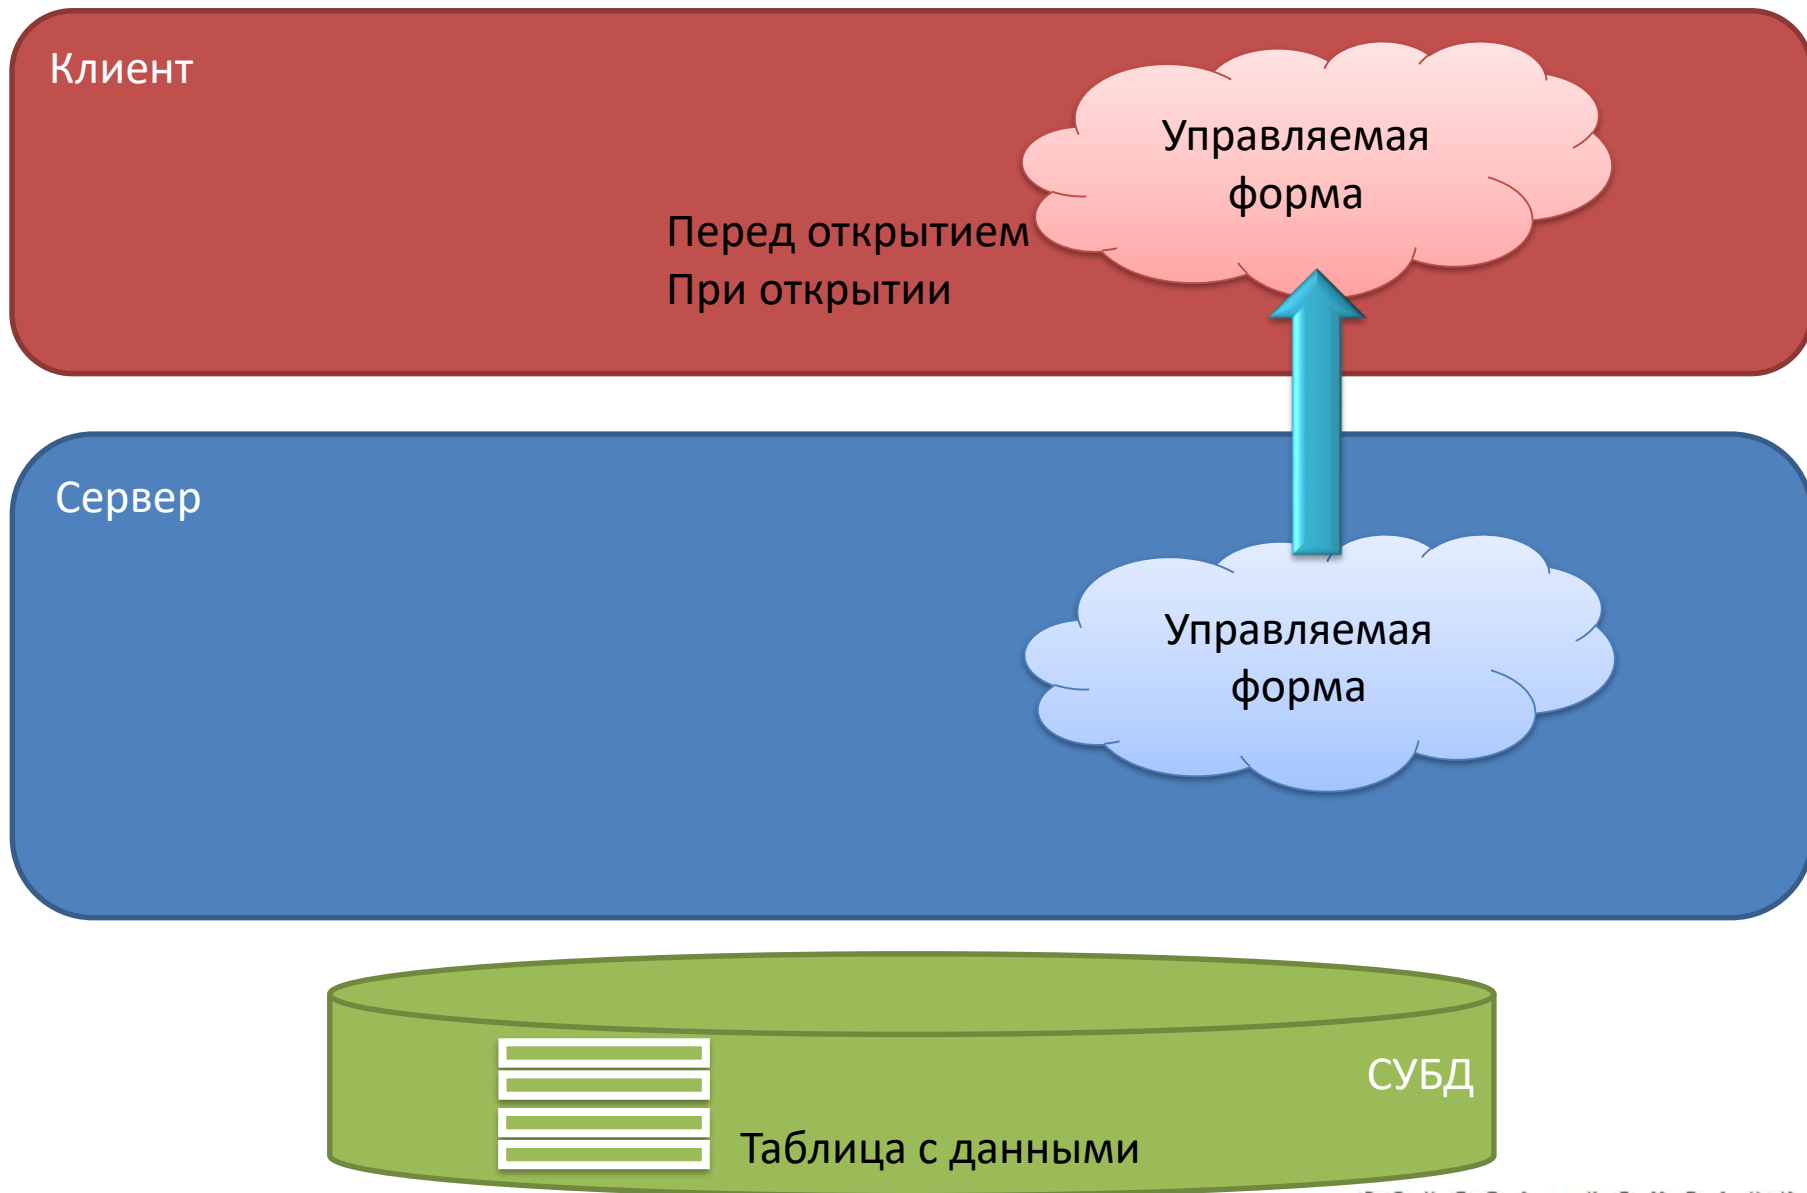 Клиент
Управляемая
форма
Перед открытием
При открытии
Сервер
Управляемая
форма
СУБД
Таблица с данными